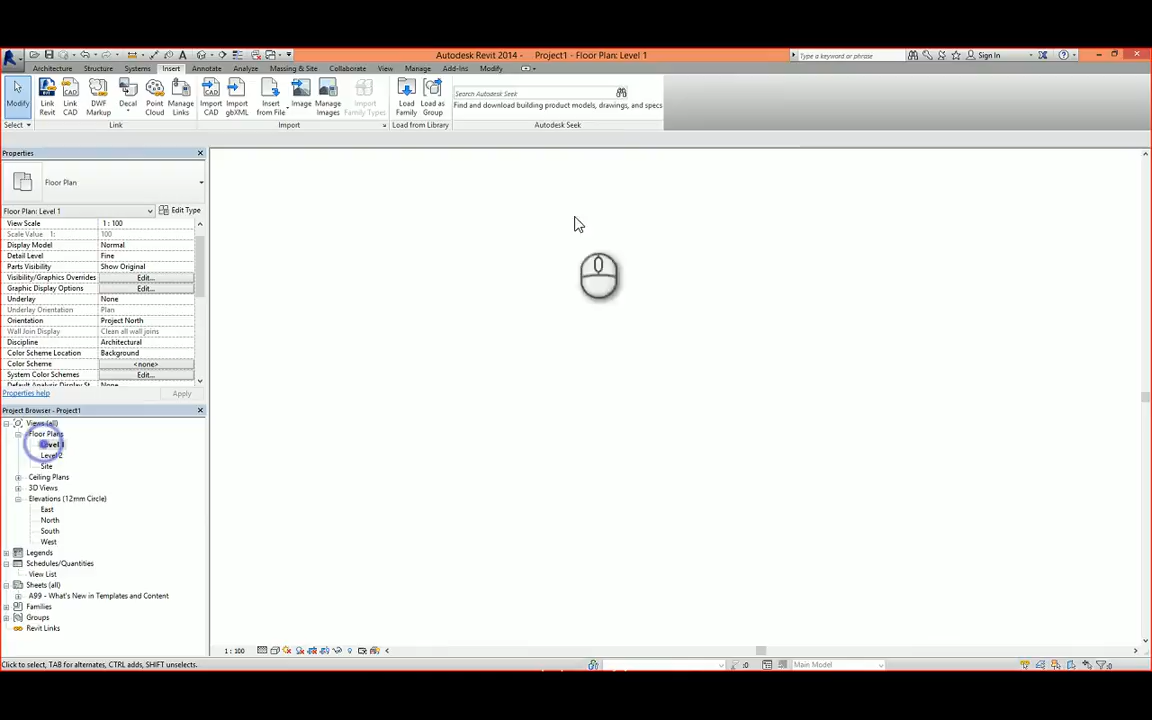 Autodesk Revit 2014 - Project1 - Floor Plan: Level 1
Type a keyword or phrase
Sign In
Architecture Structure Systems Insert Annotate Analyze Massing & Site Collaborate View Manage Add-Ins Modify
Modify
Link Revit
Link CAD
DWF Markup
Decal
Point Cloud
Manage Links
Import CAD
Import gbXML
Insert from File
Image
Manage Images
Import Family Types
Load Family
Load as Group
Search Autodesk Seek
Find and download building product models, drawings, and specs
Select Link Import Load from Library Autodesk Seek
Properties
Floor Plan
Floor Plan: Level 1 Edit Type
View Scale 1 : 100
Scale Value 1: 100
Display Model Normal
Detail Level Fine
Parts Visibility Show Original
Visibility/Graphics Overrides Edit...
Graphic Display Options Edit...
Underlay None
Underlay Orientation Plan
Orientation Project North
Wall Join Display Clean all wall joins
Discipline Architectural
Color Scheme Location Background
Color Scheme <none>
System Color Schemes Edit...
Default Analysis Display St None
Properties help Apply
Project Browser - Project1
Views (all)
Floor Plans
Level 1
Level 2
Site
Ceiling Plans
3D Views
Elevations (12mm Circle)
East
North
South
West
Legends
Schedules/Quantities
View List
Sheets (all)
A99 - What's New in Templates and Content
Families
Groups
Revit Links
1 : 100
Click to select, TAB for alternates, CTRL adds, SHIFT unselects.
:0
Main Model
:0